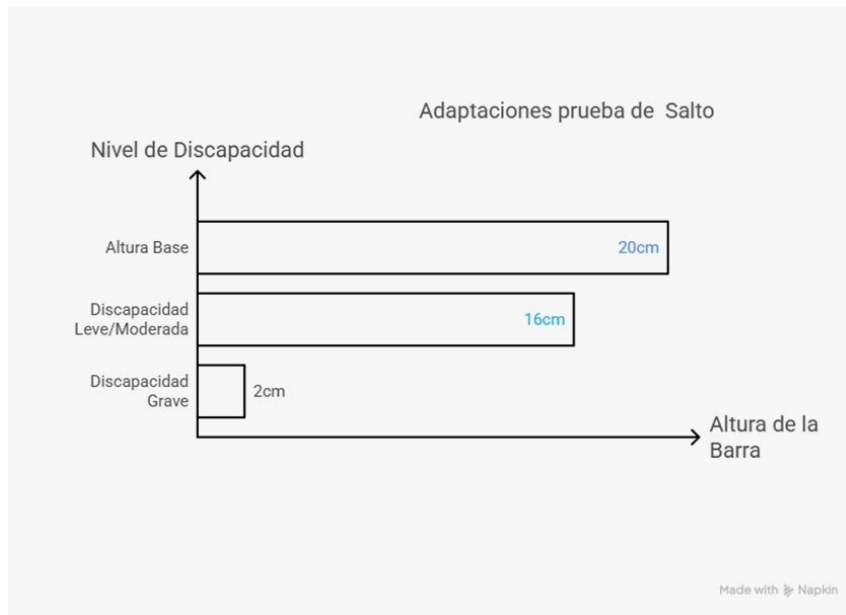 Adaptaciones prueba de Salto
Nivel de Discapacidad
Altura Base
20cm
Discapacidad
Leve/Moderada
16cm
Discapacidad
Grave
2cm
Altura de la
Barra
Made with Napkin